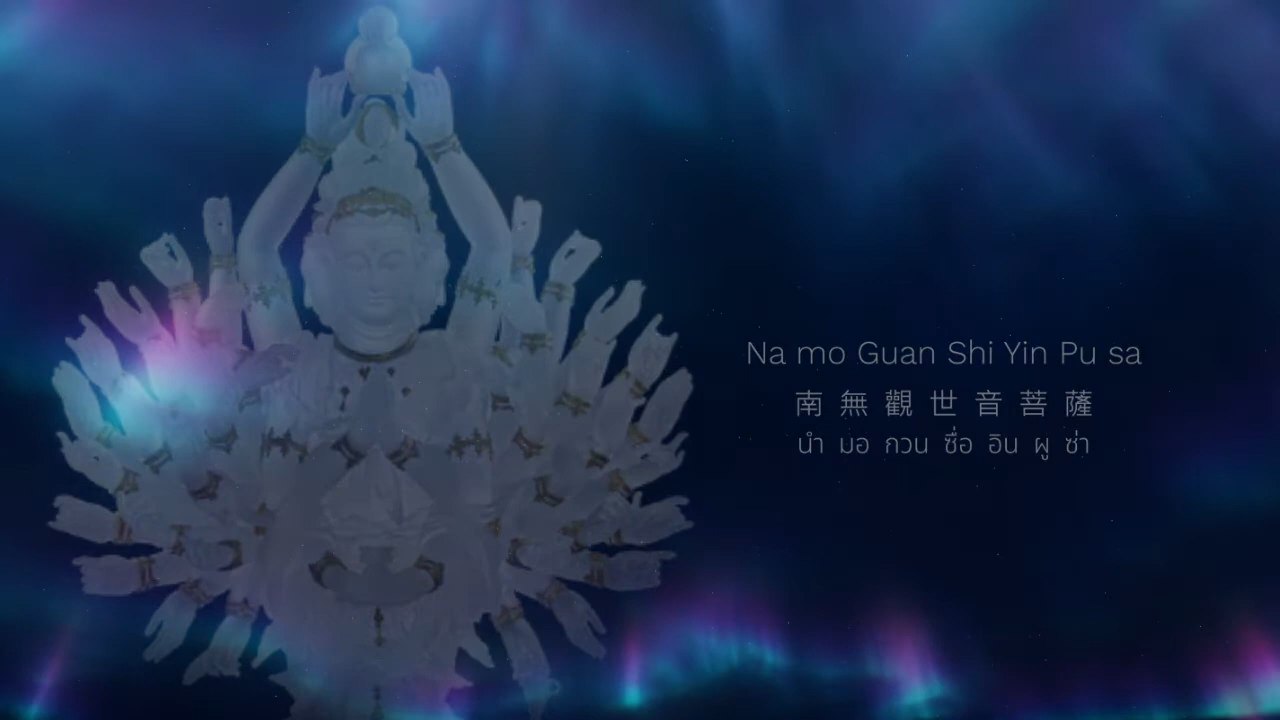 Na mo Guan Shi Yin Pu sa
南 無 觀 世 音 菩 薩
นำ มอ กวน ซื่อ อิน ผู ซ่า